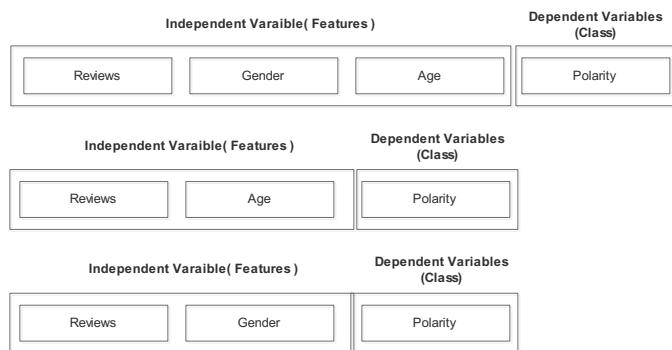 Independent Varaible( Features )
Dependent Variables
(Class)
Reviews
Gender
Age
Polarity
Independent Varaible( Features )
Dependent Variables
(Class)
Reviews
Age
Polarity
Independent Varaible( Features )
Dependent Variables
(Class)
Reviews
Gender
Polarity